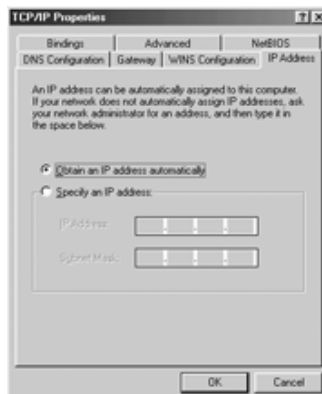 TCP/IP Properties
Bindings Advanced NetBIOS
DNS Configuration Gateway WINS Configuration IP Address
An IP address can be automatically assigned to this computer.
If your network does not automatically assign IP addresses, ask
your network administrator for an address, and then type it in
the space below.
Obtain an IP address automatically
Specify an IP address:
IP Address:
Subnet Mask:
OK Cancel